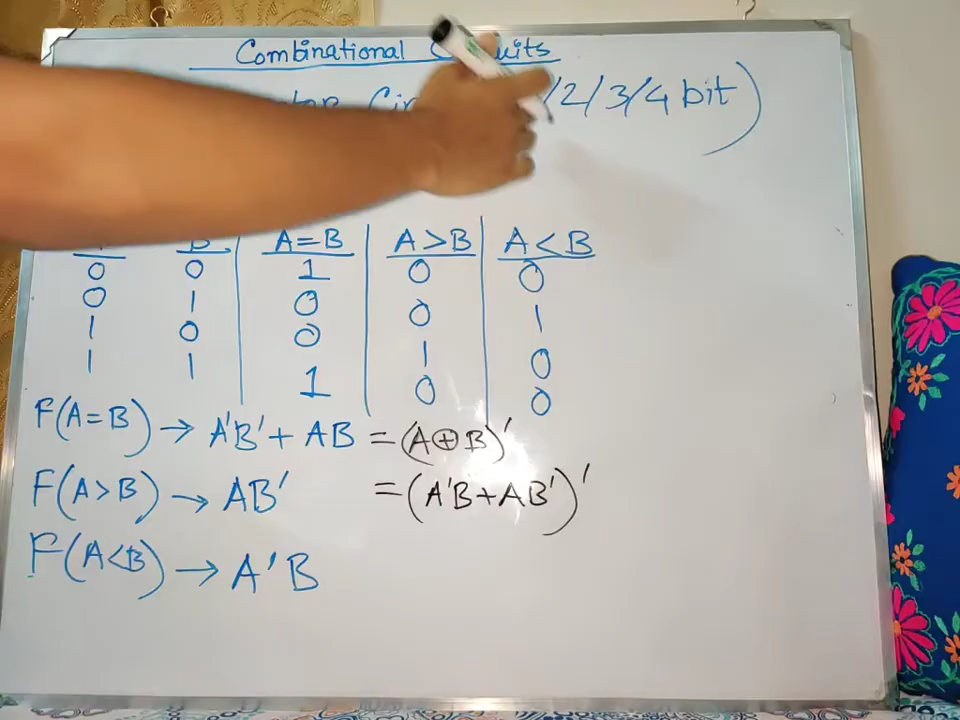 Combinational
/2/3/4 bit)
A=B A>B A<B
0 0 1 0 0
0 1 0 0 1
1 0 0 1 0
1 1 1 0 0
F(A=B) → A'B' + AB = (A⊕B)'
F(A>B) → AB' = (A'B+AB')'
F(A<B) → A'B